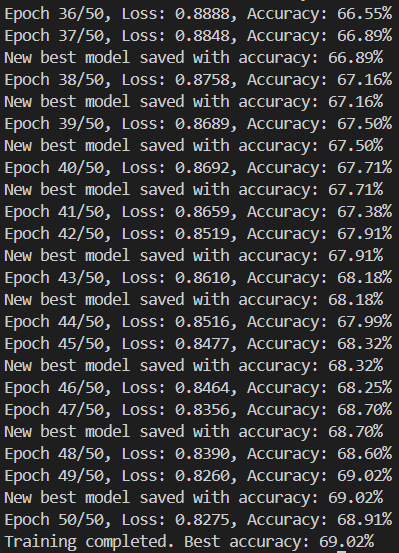 Epoch 36/50, Loss: 0.8888, Accuracy: 66.55%
Epoch 37/50, Loss: 0.8848, Accuracy: 66.89%
New best model saved with accuracy: 66.89%
Epoch 38/50, Loss: 0.8758, Accuracy: 67.16%
New best model saved with accuracy: 67.16%
Epoch 39/50, Loss: 0.8689, Accuracy: 67.50%
New best model saved with accuracy: 67.50%
Epoch 40/50, Loss: 0.8692, Accuracy: 67.71%
New best model saved with accuracy: 67.71%
Epoch 41/50, Loss: 0.8659, Accuracy: 67.38%
Epoch 42/50, Loss: 0.8519, Accuracy: 67.91%
New best model saved with accuracy: 67.91%
Epoch 43/50, Loss: 0.8610, Accuracy: 68.18%
New best model saved with accuracy: 68.18%
Epoch 44/50, Loss: 0.8516, Accuracy: 67.99%
Epoch 45/50, Loss: 0.8477, Accuracy: 68.32%
New best model saved with accuracy: 68.32%
Epoch 46/50, Loss: 0.8464, Accuracy: 68.25%
Epoch 47/50, Loss: 0.8356, Accuracy: 68.70%
New best model saved with accuracy: 68.70%
Epoch 48/50, Loss: 0.8390, Accuracy: 68.60%
Epoch 49/50, Loss: 0.8260, Accuracy: 69.02%
New best model saved with accuracy: 69.02%
Epoch 50/50, Loss: 0.8275, Accuracy: 68.91%
Training completed. Best accuracy: 69.02%